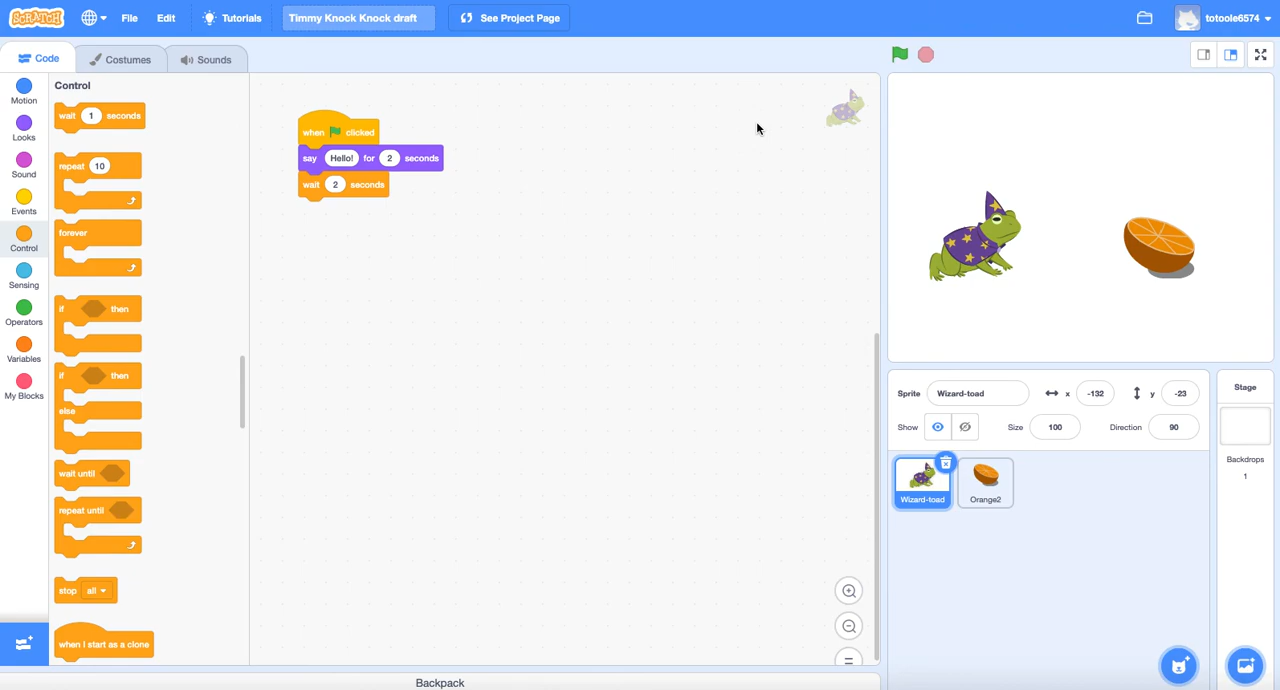 SCRATCH File Edit Tutorials Timmy Knock Knock draft See Project Page totoole6574
Code Costumes Sounds
Motion
Looks
Sound
Events
Control
Sensing
Operators
Variables
My Blocks
Control
wait 1 seconds
repeat 10
forever
if then
if then
else
wait until
repeat until
stop all
when I start as a clone
when clicked
say Hello! for 2 seconds
wait 2 seconds
Sprite Wizard-toad x -132 y -23
Show Size 100 Direction 90
Wizard-toad Orange2
Stage
Backdrops
1
Backpack